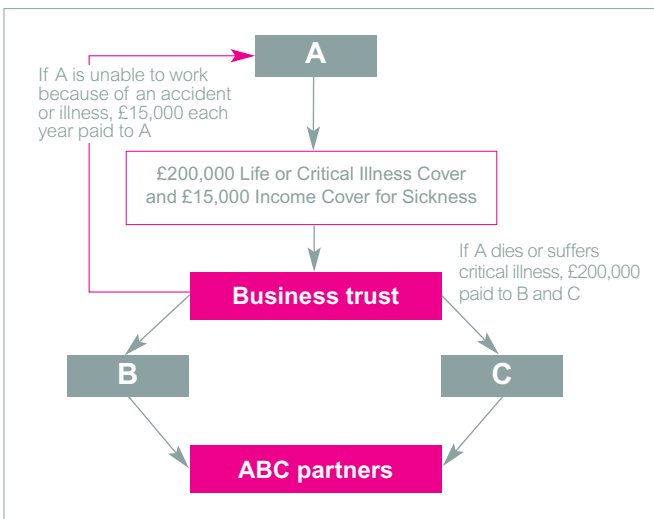 A
If A is unable to work
because of an accident
or illness, £15,000 each
year paid to A
£200,000 Life or Critical Illness Cover
and £15,000 Income Cover for Sickness
If A dies or suffers
critical illness, £200,000
paid to B and C
Business trust
B
C
ABC partners